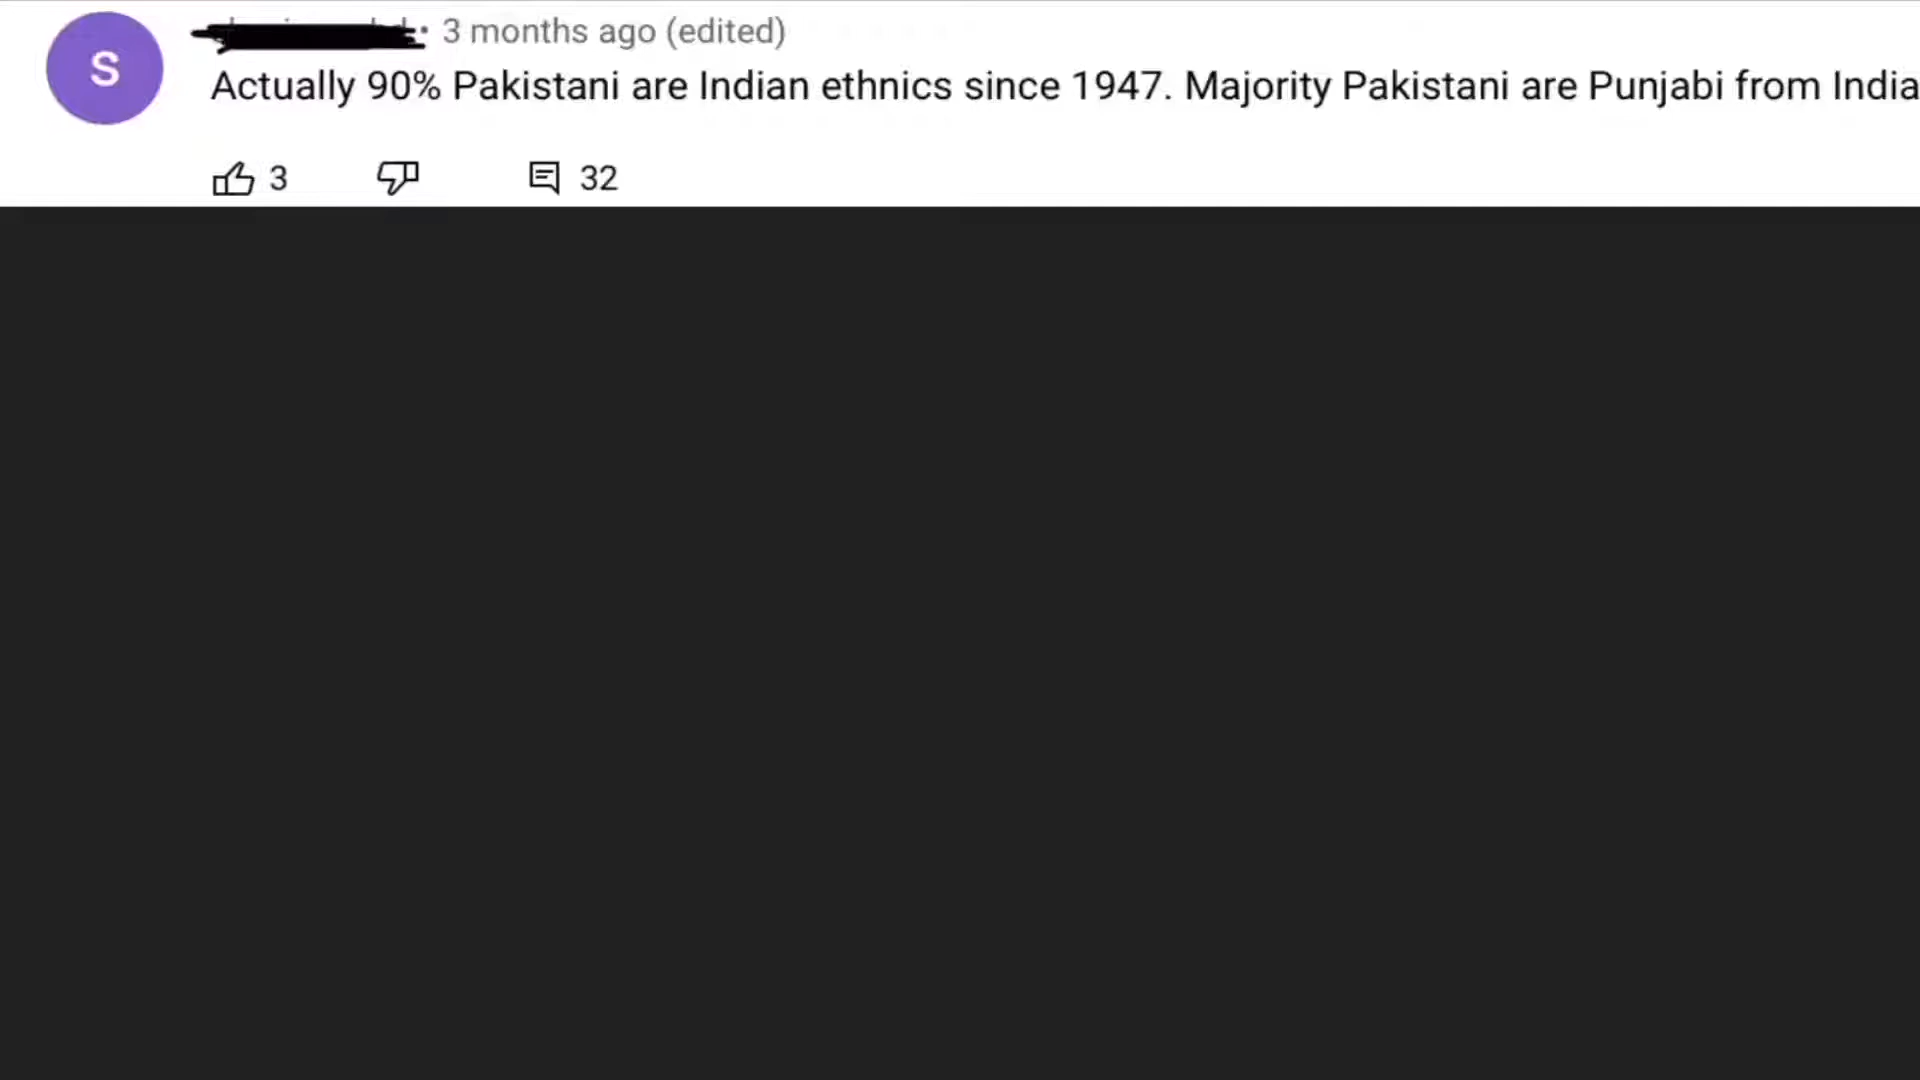 S
3 months ago (edited)
Actually 90% Pakistani are Indian ethnics since 1947. Majority Pakistani are Punjabi from India
3 32